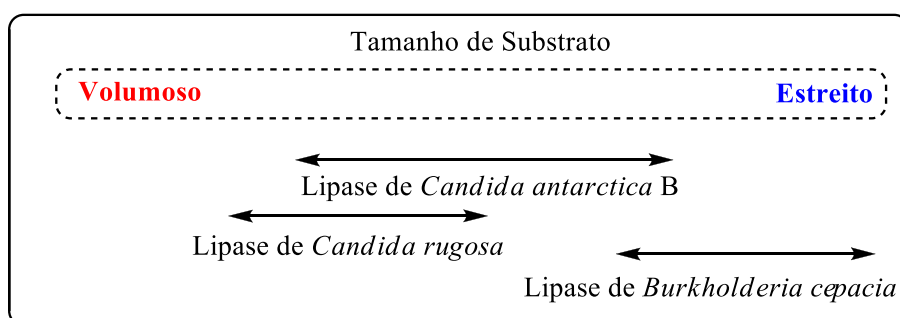 Tamanho de Substrato
Volumoso Estreito
Lipase de Candida antarctica B
Lipase de Candida rugosa
Lipase de Burkholderia cepacia